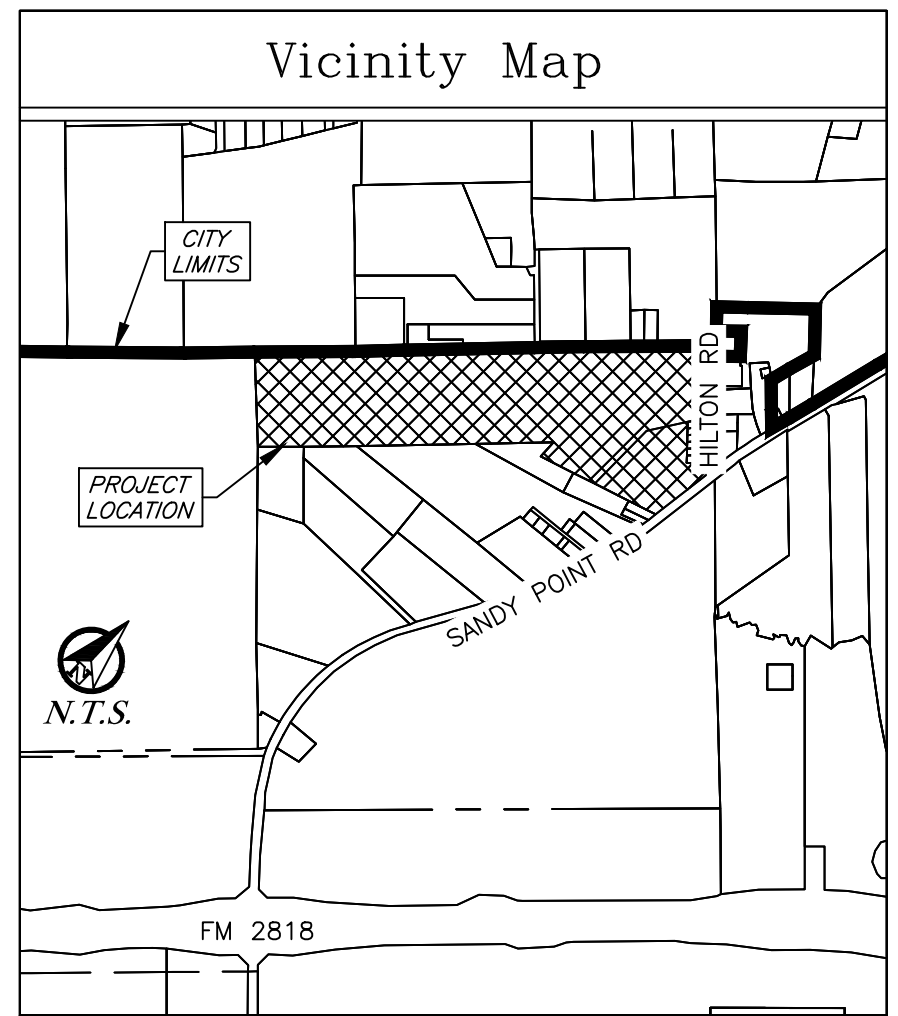 Vicinity Map
CITY
LIMITS
HILTON RD
PROJECT
LOCATION
SANDY POINT RD
N
N.T.S.
FM 2818